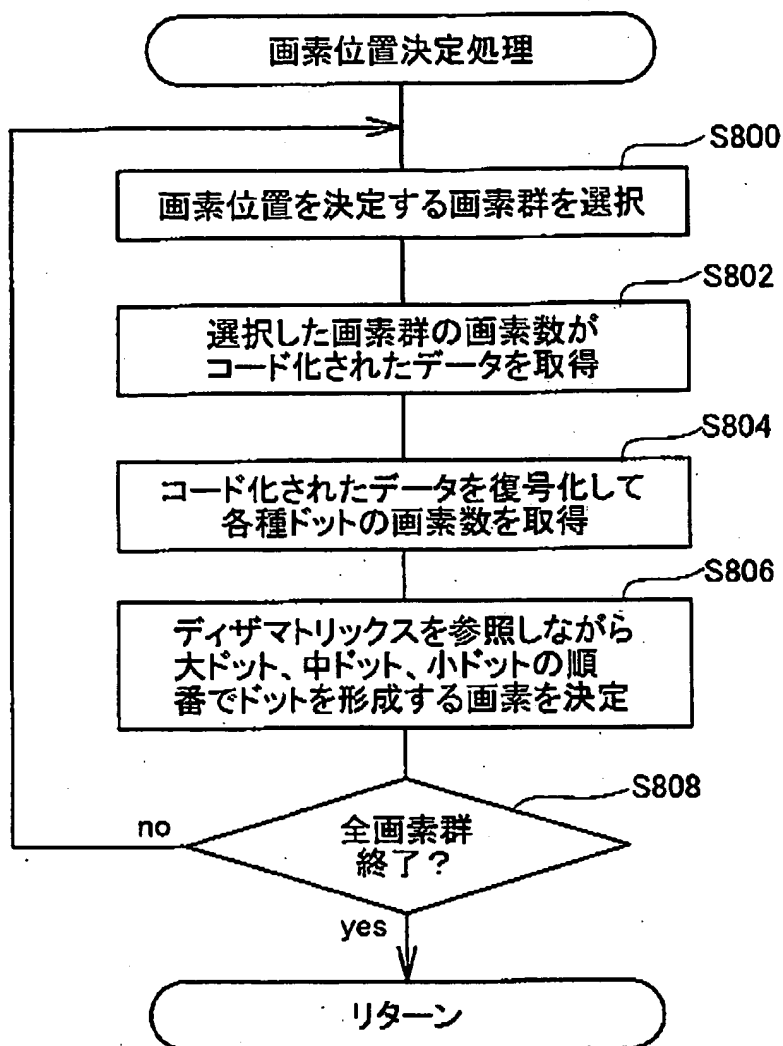 画素位置決定処理
S800
画素位置を決定する画素群を選択
S802
選択した画素群の画素数が
コード化されたデータを取得
S804
コード化されたデータを復号化して
各種ドットの画素数を取得
S806
ディザマトリックスを参照しながら
大ドット、中ドット、小ドットの順
番でドットを形成する画素を決定
S808
no
全画素群
終了？
yes
リターン